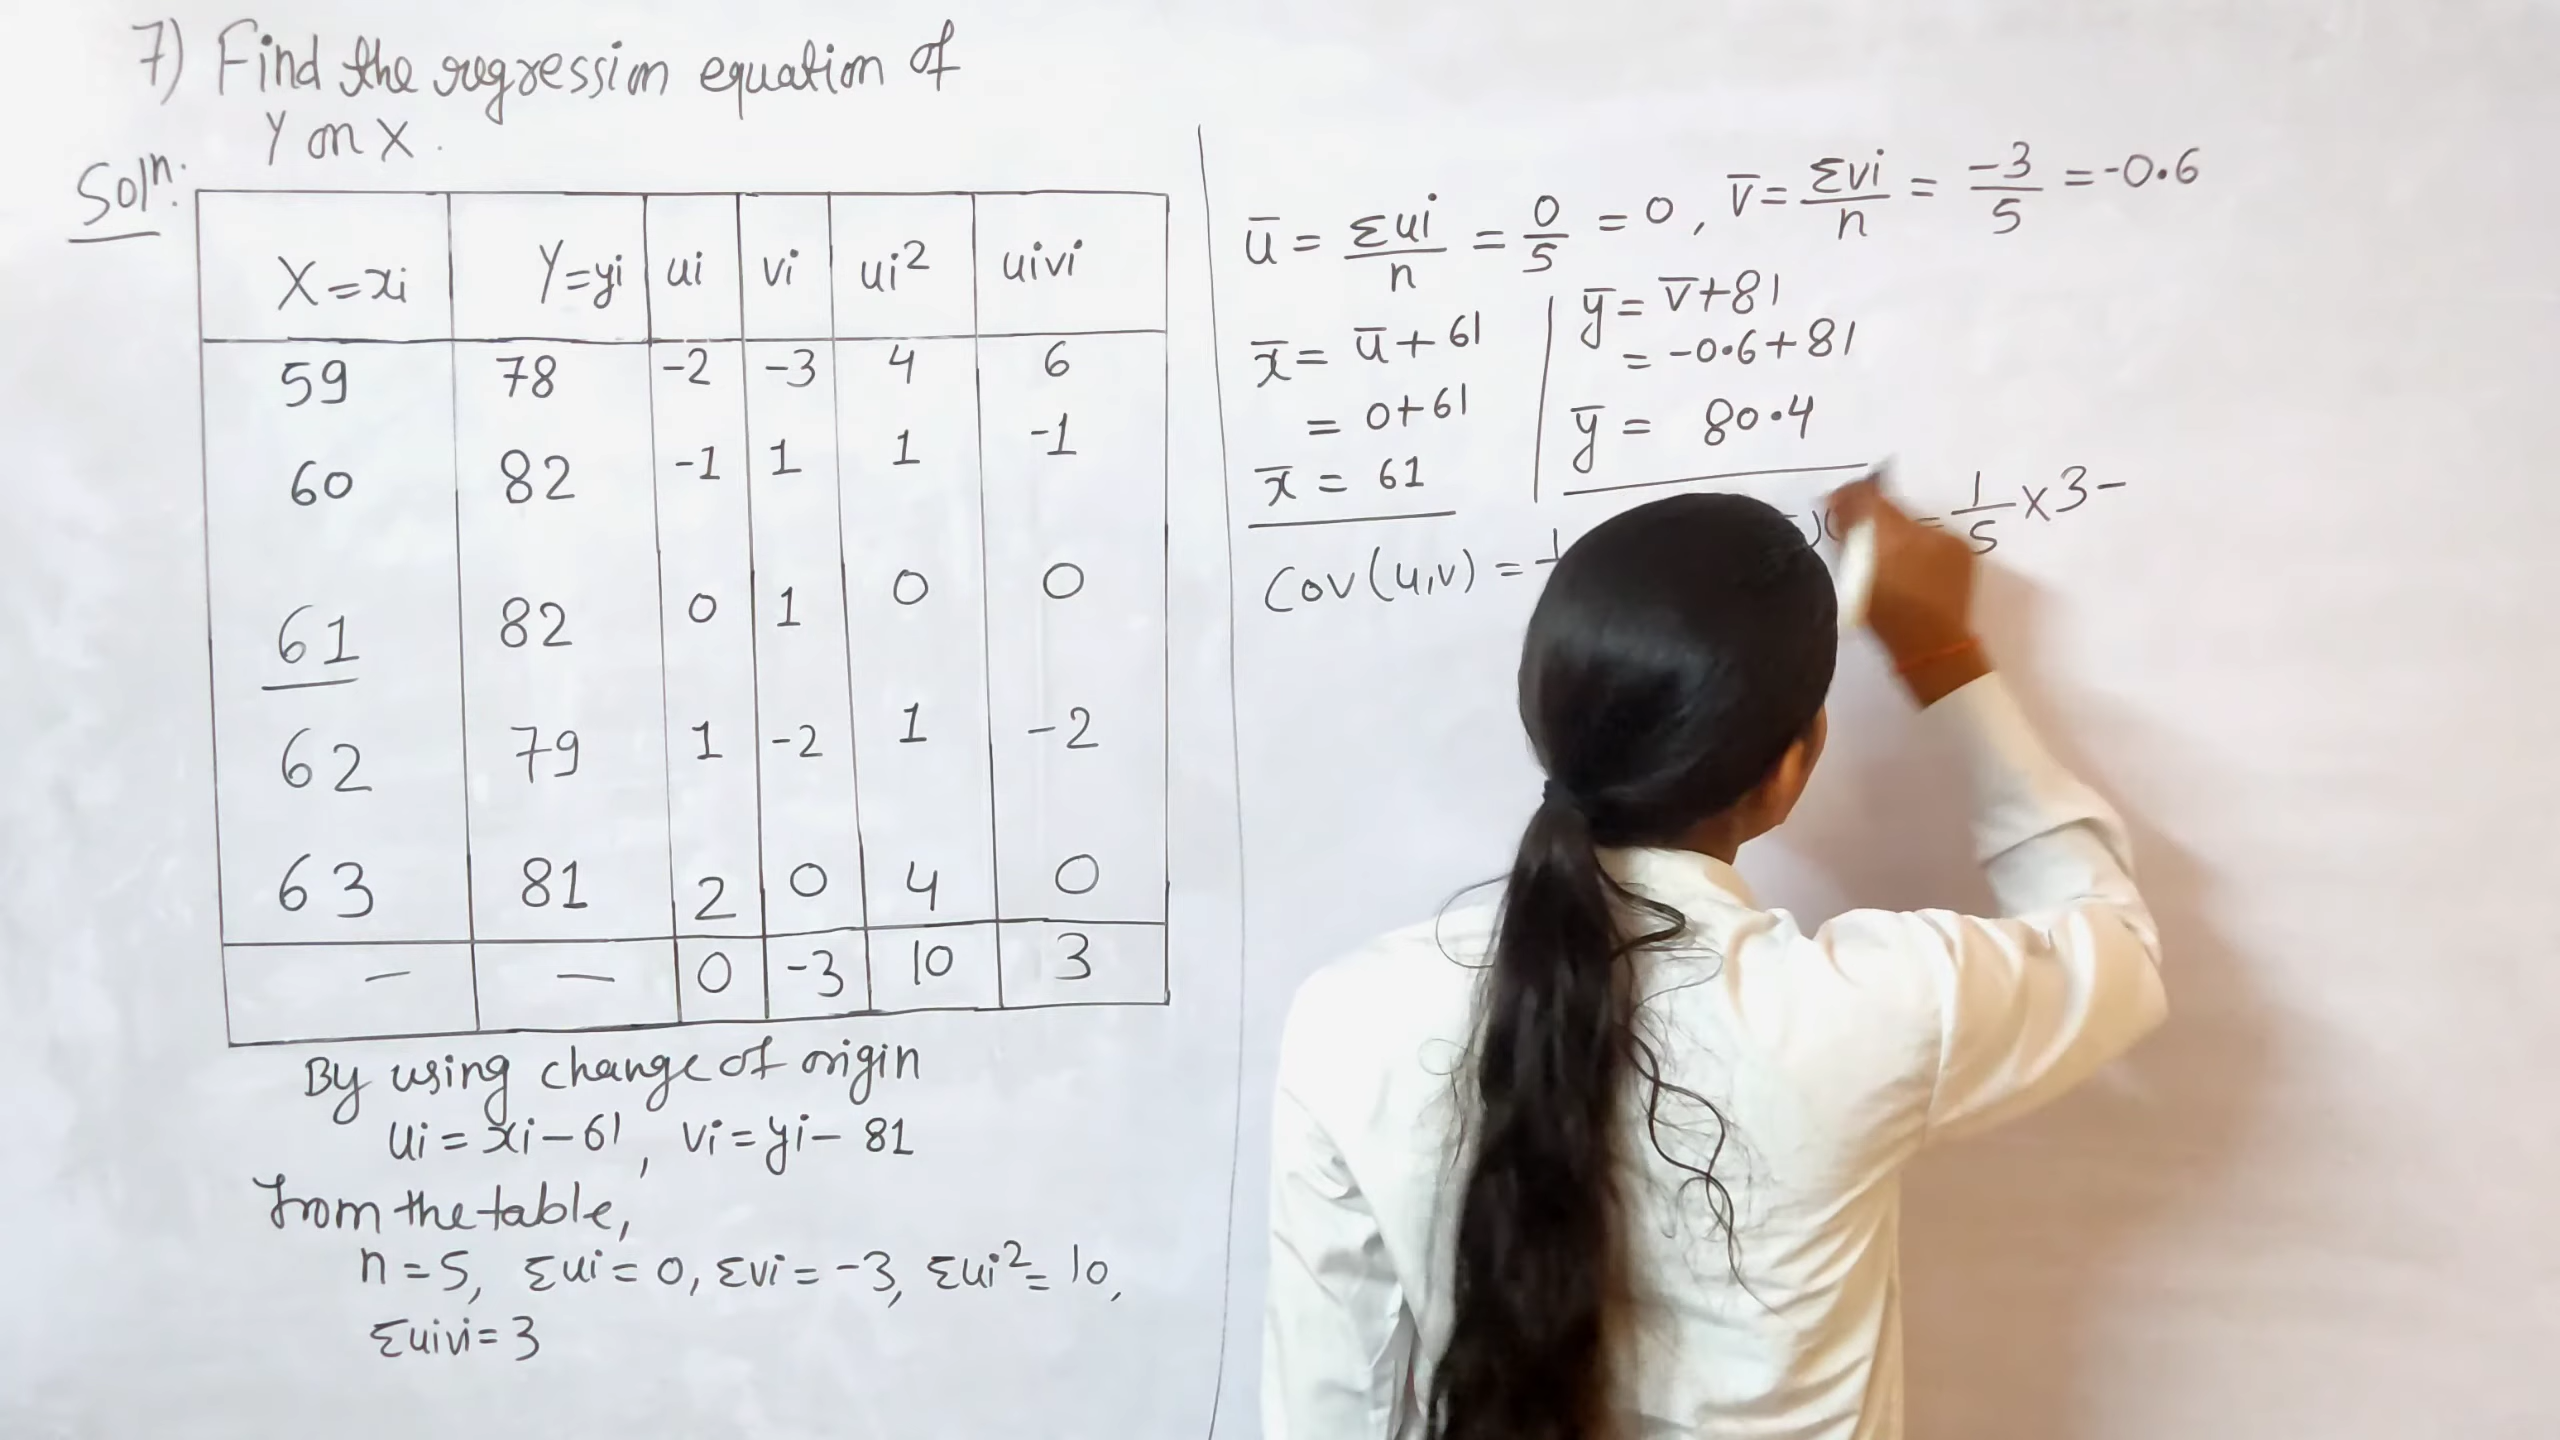 7) Find the regression equation of
Y on X.
Solⁿ:
X=xi Y=yi ui vi ui² uivi
59 78 -2 -3 4 6
60 82 -1 1 1 -1
61 82 0 1 0 0
62 79 1 -2 1 -2
63 81 2 0 4 0
— — 0 -3 10 3
By using change of origin
ui = xi-61, vi = yi- 81
From the table,
n = 5, Σui = 0, Σvi = -3, Σui² = 10,
Σuivi = 3
u̅ = Σui/n = 0/5 = 0, v̅ = Σvi/n = -3/5 = -0.6
x̅ = u̅+61
= 0+61
x̅ = 61
y̅ = v̅+81
= -0.6+81
y̅ = 80.4
Cov(u,v) = = 1/5 ×3-